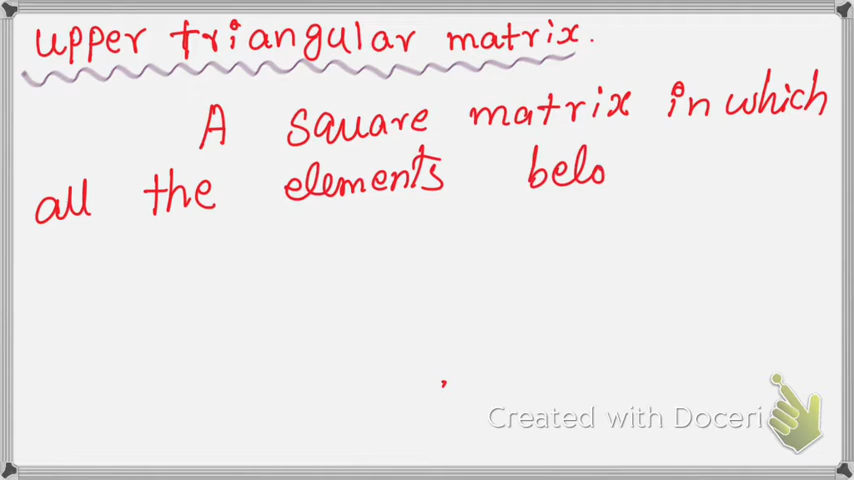 upper triangular matrix.
A square matrix in which
all the elements belo
Created with Doceri